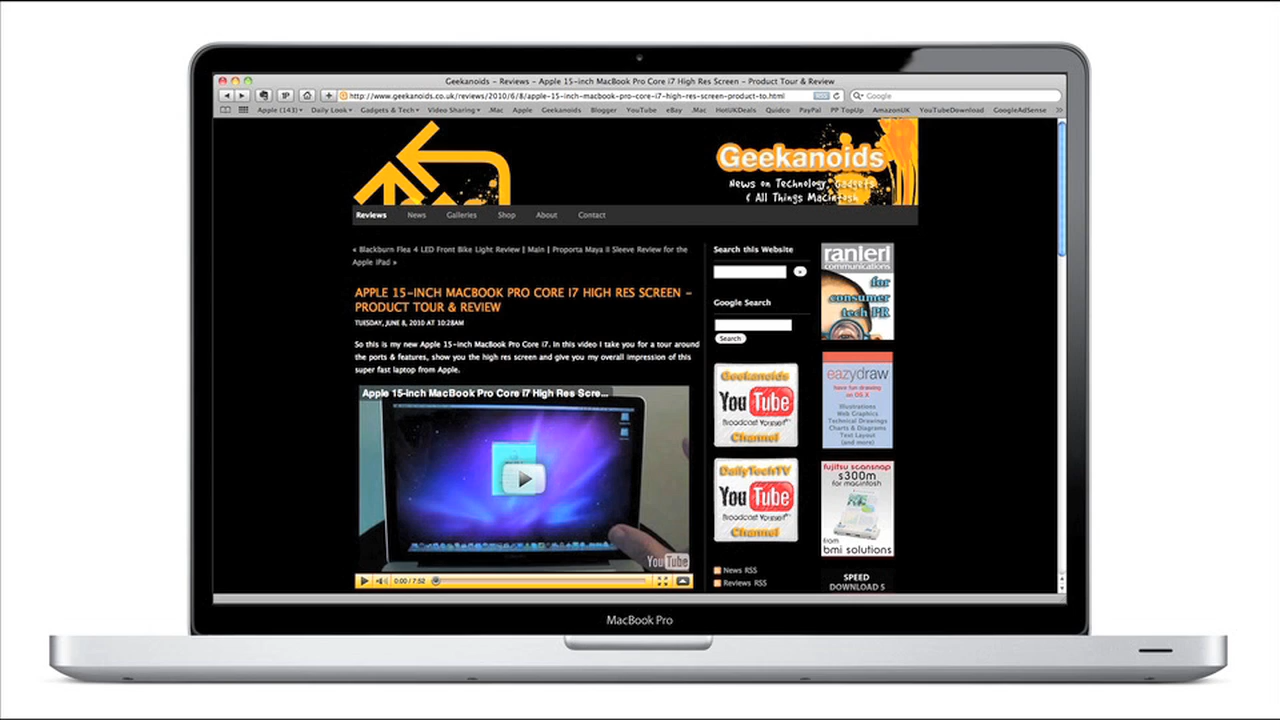 Geekanoids - Reviews - Apple 15-inch MacBook Pro Core i7 High Res Screen - Product Tour & Review
http://www.geekanoids.co.uk/reviews/2010/6/8/apple-15-inch-macbook-pro-core-i7-high-res-screen-product-to.html
Google
Apple (143) Daily Look Gadgets & Tech Video Sharing .Mac Apple Geekanoids Blogger YouTube eBay .Mac HotUKDeals Quidco PayPal PP TopUp AmazonUK YouTubeDownload GoogleAdSense »
Geekanoids
News on Technology, Gadgets
& All Things Macintosh
Reviews News Galleries Shop About Contact
« Blackburn Flea 4 LED Front Bike Light Review | Main | Proporta Maya II Sleeve Review for the
Apple iPad »
APPLE 15-INCH MACBOOK PRO CORE I7 HIGH RES SCREEN -
PRODUCT TOUR & REVIEW
TUESDAY, JUNE 8, 2010 AT 10:28AM
So this is my new Apple 15-inch MacBook Pro Core i7. In this video I take you for a tour around
the ports & features, show you the high res screen and give you my overall impression of this
super fast laptop from Apple.
Apple 15-inch MacBook Pro Core i7 High Res Scre...
YouTube
0:00 / 7:52
Search this Website
Google Search
Search
Geekanoids
YouTube
Broadcast Yourself
Channel
DailyTechTV
YouTube
Broadcast Yourself
Channel
News RSS
Reviews RSS
ranieri
communications
for
consumer
tech PR
eazydraw
have fun drawing
on OS X
Illustrations
Web Graphics
Technical Drawings
Charts & Diagrams
Text Layout
(and more)
fujitsu scansnap
s300m
for macintosh
from
bmi solutions
SPEED
DOWNLOAD 5
MacBook Pro